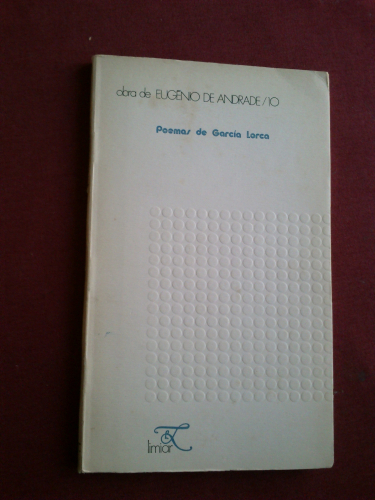 obra de EUGÉNIO DE ANDRADE/10
Poemas de García Lorca
limiar